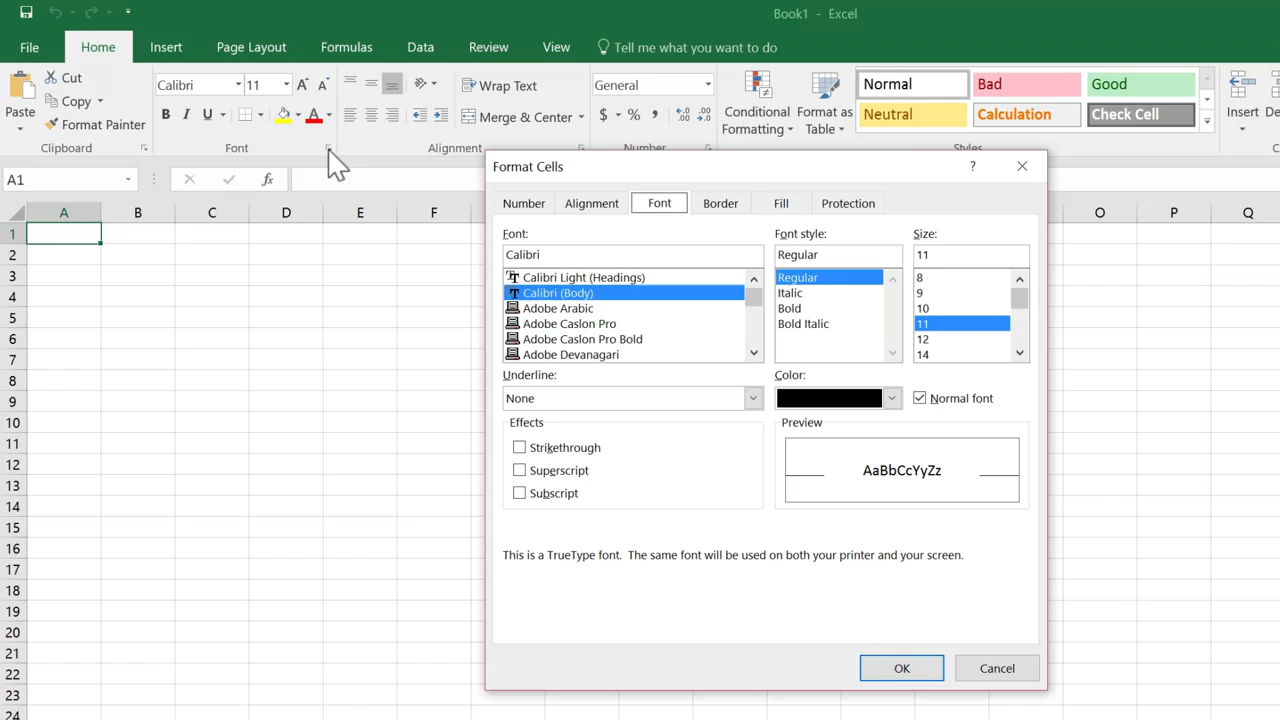 Book1 - Excel
File Home Insert Page Layout Formulas Data Review View Tell me what you want to do
Paste
Cut
Copy
Format Painter
Clipboard
Calibri 11
B I U A
Font
Wrap Text
Merge & Center
Alignment
General
$ % ,
Number
Conditional Formatting
Format as Table
Normal Bad Good
Neutral Calculation Check Cell
Styles
Insert
A1 fx
A B C D E F O P Q
1
2
3
4
5
6
7
8
9
10
11
12
13
14
15
16
17
18
19
20
21
22
23
24
Format Cells ?
Number Alignment Font Border Fill Protection
Font: Font style: Size:
Calibri Regular 11
Calibri Light (Headings) Regular 8
Calibri (Body) Italic 9
Adobe Arabic Bold 10
Adobe Caslon Pro Bold Italic 11
Adobe Caslon Pro Bold 12
Adobe Devanagari 14
Underline: Color:
None Normal font
Effects Preview
Strikethrough
Superscript AaBbCcYyZz
Subscript
This is a TrueType font. The same font will be used on both your printer and your screen.
OK Cancel